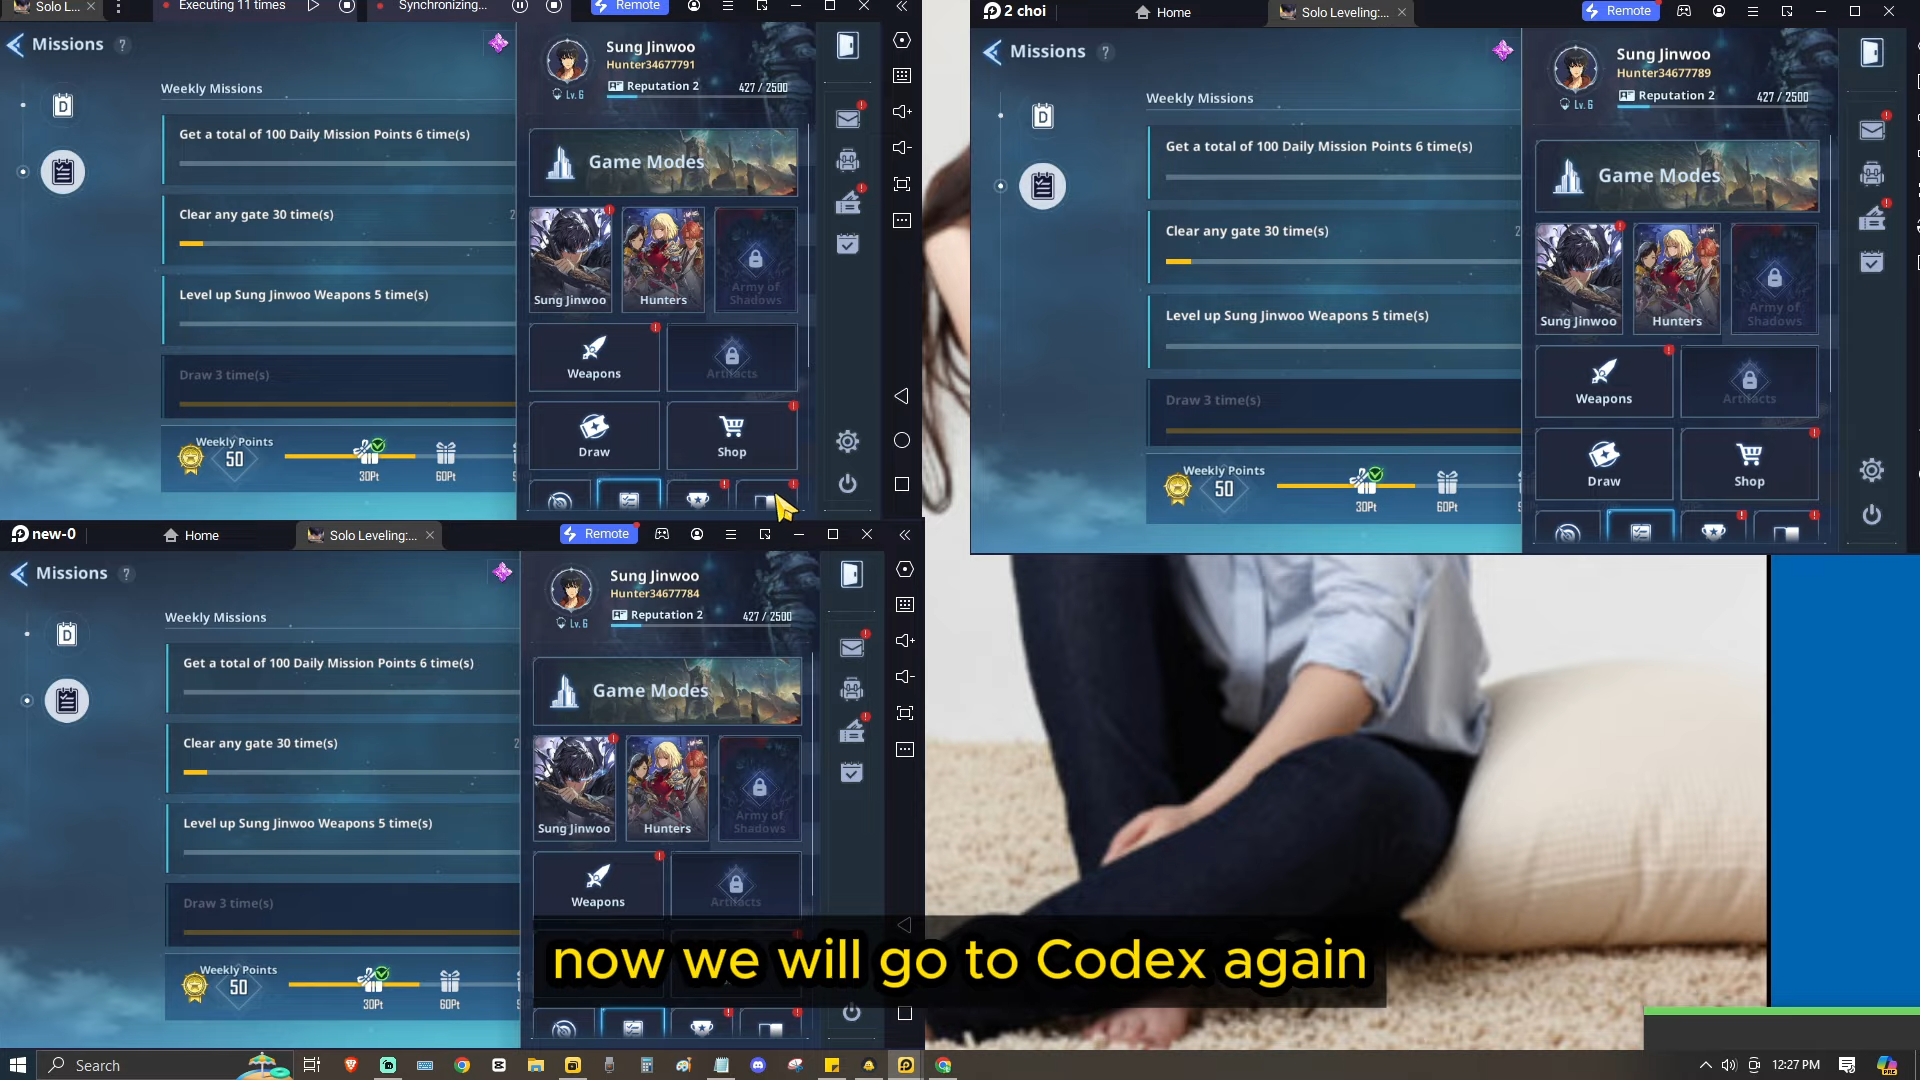 Solo L...
Executing 11 times
Synchronizing...
Remote
Missions ?
Weekly Missions
Get a total of 100 Daily Mission Points 6 time(s)
Clear any gate 30 time(s)
2
Level up Sung Jinwoo Weapons 5 time(s)
Draw 3 time(s)
Weekly Points
50
30Pt
60Pt
Sung Jinwoo
Hunter34677791
Lv. 6
Reputation 2
427 / 2500
Game Modes
Sung Jinwoo
Hunters
Army of
Shadows
Weapons
Artifacts
Draw
Shop
2 choi
Home
Solo Leveling:...
Remote
Missions ?
Weekly Missions
Get a total of 100 Daily Mission Points 6 time(s)
Clear any gate 30 time(s)
2
Level up Sung Jinwoo Weapons 5 time(s)
Draw 3 time(s)
Weekly Points
50
30Pt
60Pt
Sung Jinwoo
Hunter34677789
Lv. 6
Reputation 2
427 / 2500
Game Modes
Sung Jinwoo
Hunters
Army of
Shadows
Weapons
Artifacts
Draw
Shop
new-0
Home
Solo Leveling:...
Remote
Missions ?
Weekly Missions
Get a total of 100 Daily Mission Points 6 time(s)
Clear any gate 30 time(s)
2
Level up Sung Jinwoo Weapons 5 time(s)
Draw 3 time(s)
Weekly Points
50
30Pt
60Pt
Sung Jinwoo
Hunter34677784
Lv. 6
Reputation 2
427 / 2500
Game Modes
Sung Jinwoo
Hunters
Army of
Shadows
Weapons
Artifacts
now we will go to Codex again
Search
12:27 PM